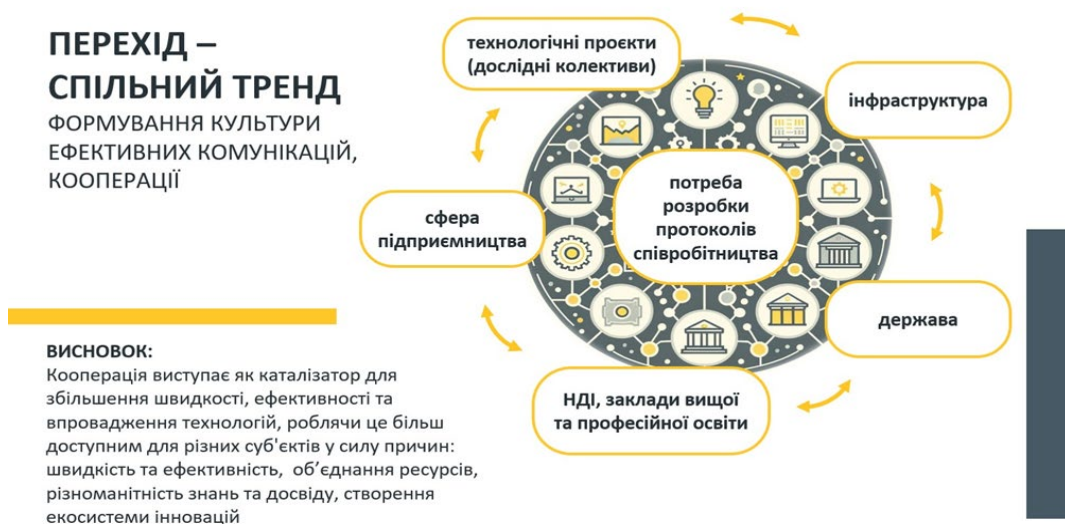 ПЕРЕХІД –
СПІЛЬНИЙ ТРЕНД
ФОРМУВАННЯ КУЛЬТУРИ
ЕФЕКТИВНИХ КОМУНІКАЦІЙ,
КООПЕРАЦІЇ
технологічні проєкти
(дослідні колективи)
інфраструктура
сфера
підприємництва
потреба
розробки
протоколів
співробітництва
держава
НДІ, заклади вищої
та професійної освіти
ВИСНОВОК:
Кооперація виступає як каталізатор для
збільшення швидкості, ефективності та
впровадження технологій, роблячи це більш
доступним для різних суб'єктів у силу причин:
швидкість та ефективність, об’єднання ресурсів,
різноманітність знань та досвіду, створення
екосистеми інновацій